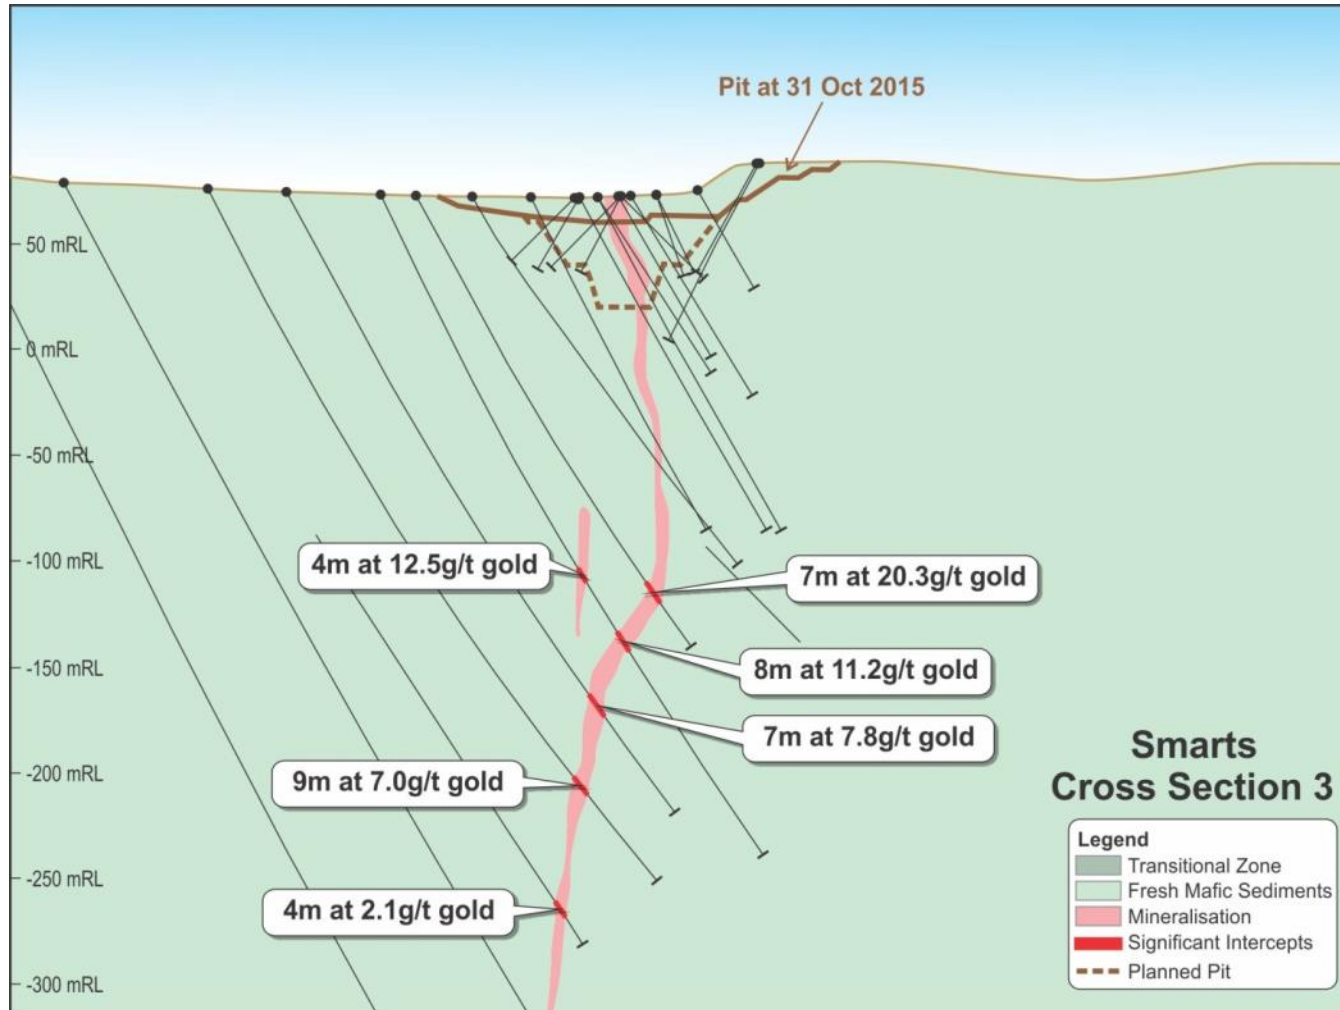 Pit at 31 Oct 2015
50 mRL
0 mRL
-50 mRL
-100 mRL
-150 mRL
-200 mRL
-250 mRL
-300 mRL
4m at 12.5g/t gold
7m at 20.3g/t gold
8m at 11.2g/t gold
7m at 7.8g/t gold
9m at 7.0g/t gold
4m at 2.1g/t gold
Smarts
Cross Section 3
Legend
Transitional Zone
Fresh Mafic Sediments
Mineralisation
Significant Intercepts
Planned Pit